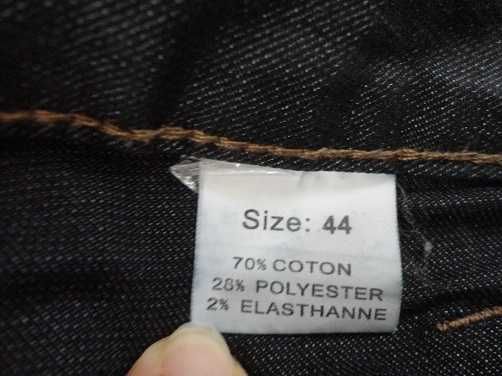 Size: 44
70% COTON
28% POLYESTER
2% ELASTHANNE